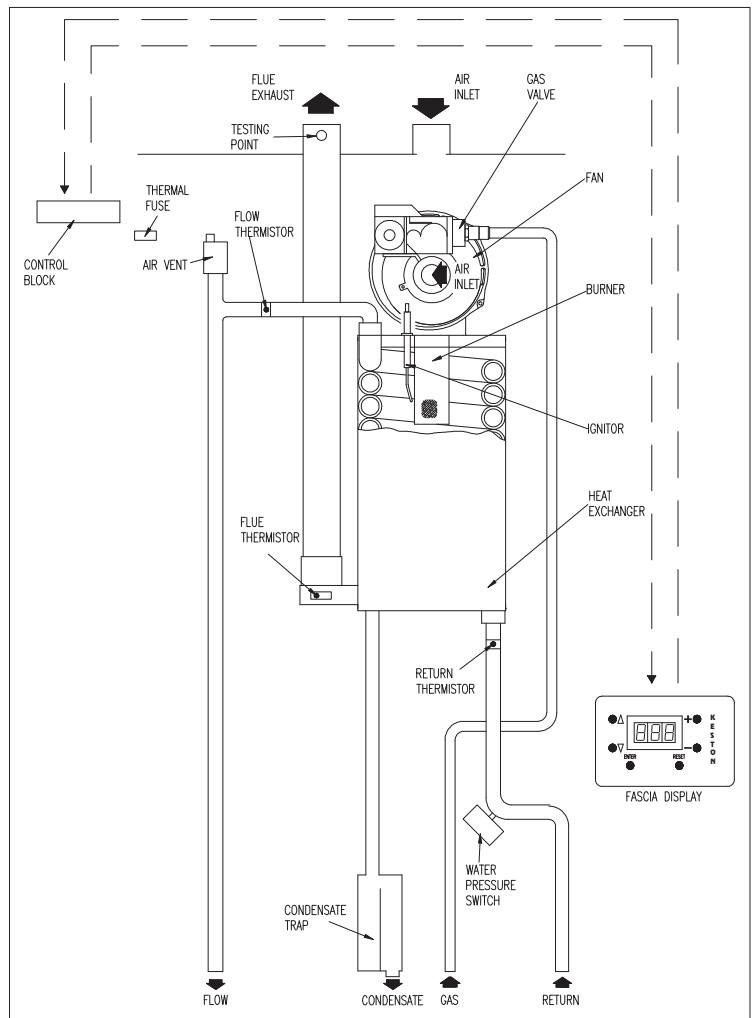 FLUE
EXHAUST
AIR
INLET
GAS
VALVE
TESTING
POINT
THERMAL
FUSE
FLOW
THERMISTOR
FAN
CONTROL
BLOCK
AIR VENT
AIR
INLET
BURNER
IGNITOR
HEAT
EXCHANGER
FLUE
THERMISTOR
RETURN
THERMISTOR
KESTON
ENTER
RESET
FASCIA DISPLAY
WATER
PRESSURE
SWITCH
CONDENSATE
TRAP
FLOW
CONDENSATE
GAS
RETURN